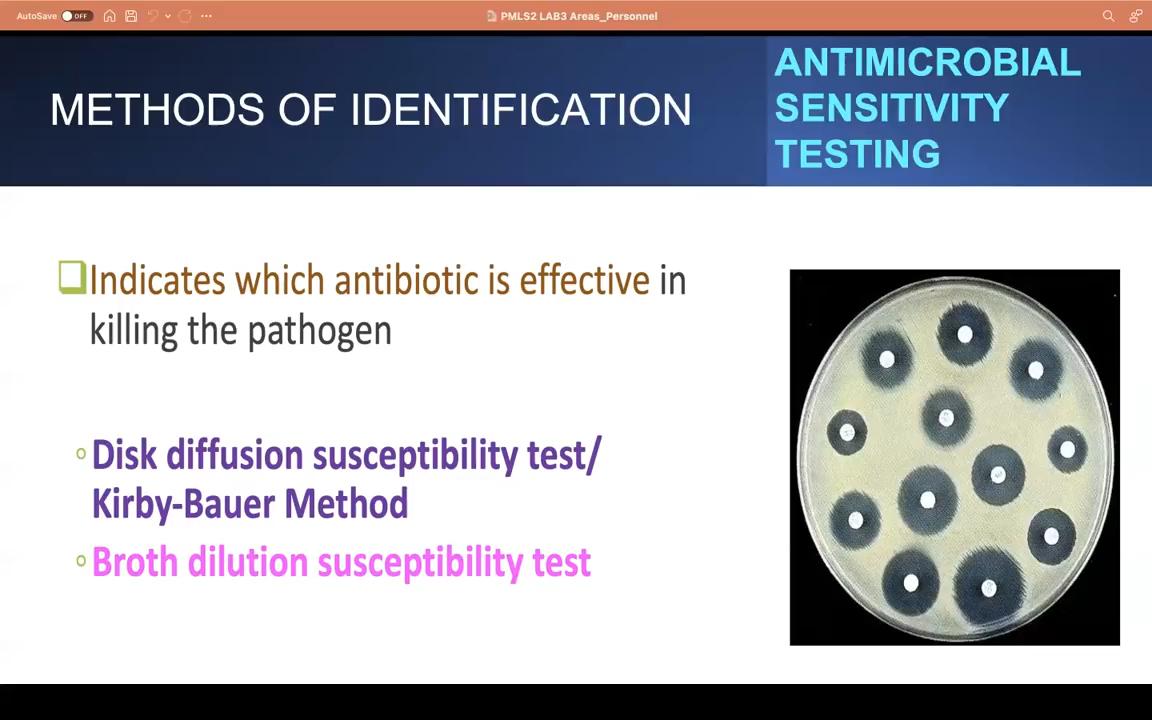 AutoSave OFF
PMLS2 LAB3 Areas_Personnel
METHODS OF IDENTIFICATION
ANTIMICROBIAL
SENSITIVITY
TESTING
Indicates which antibiotic is effective in
killing the pathogen
Disk diffusion susceptibility test/
Kirby-Bauer Method
Broth dilution susceptibility test